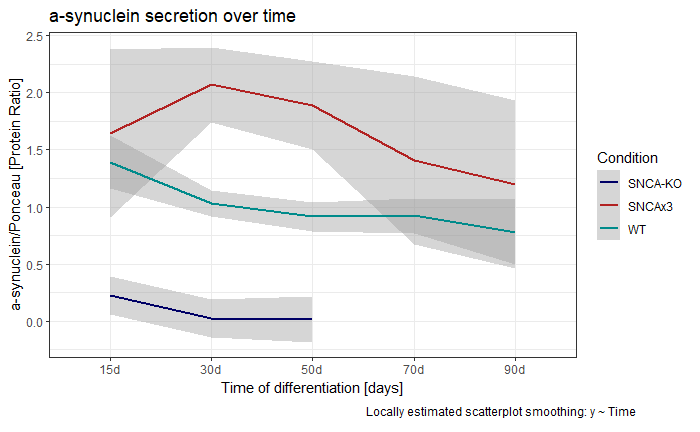 a-synuclein secretion over time
a-synuclein/Ponceau [Protein Ratio]
2.5
2.0
1.5
1.0
0.5
0.0
15d
30d
50d
70d
90d
Time of differentiation [days]
Condition
SNCA-KO
SNCAx3
WT
Locally estimated scatterplot smoothing: y ~ Time